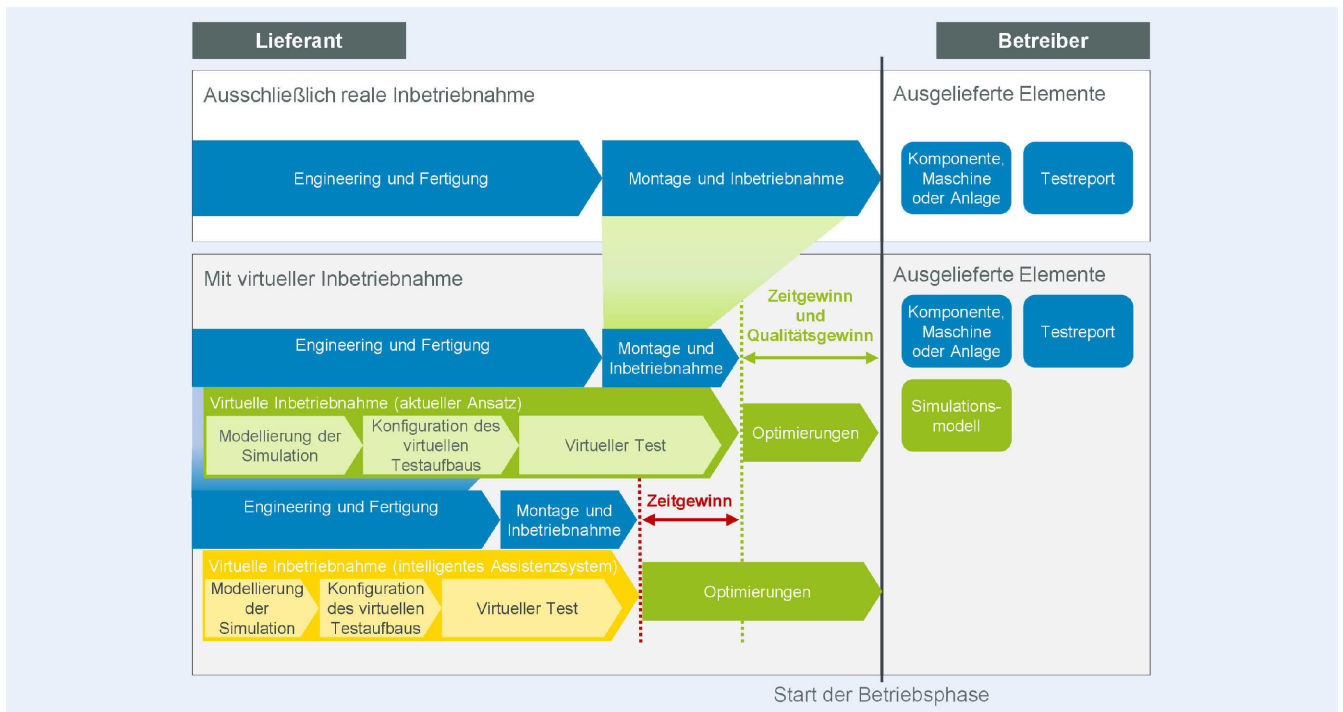 Lieferant
Betreiber
Ausschließlich reale Inbetriebnahme
Ausgelieferte Elemente
Engineering und Fertigung
Montage und Inbetriebnahme
Komponente,
Maschine
oder Anlage
Testreport
Mit virtueller Inbetriebnahme
Ausgelieferte Elemente
Zeitgewinn
und
Qualitätsgewinn
Engineering und Fertigung
Montage und
Inbetriebnahme
Komponente,
Maschine
oder Anlage
Testreport
Virtuelle Inbetriebnahme (aktueller Ansatz)
Modellierung der
Simulation
Konfiguration des
virtuellen
Testaufbaus
Virtueller Test
Optimierungen
Simulations-
modell
Engineering und Fertigung
Montage und
Inbetriebnahme
Zeitgewinn
Virtuelle Inbetriebnahme (intelligentes Assistenzsystem)
Modellierung
der
Simulation
Konfiguration
des virtuellen
Testaufbaus
Virtueller Test
Optimierungen
Start der Betriebsphase